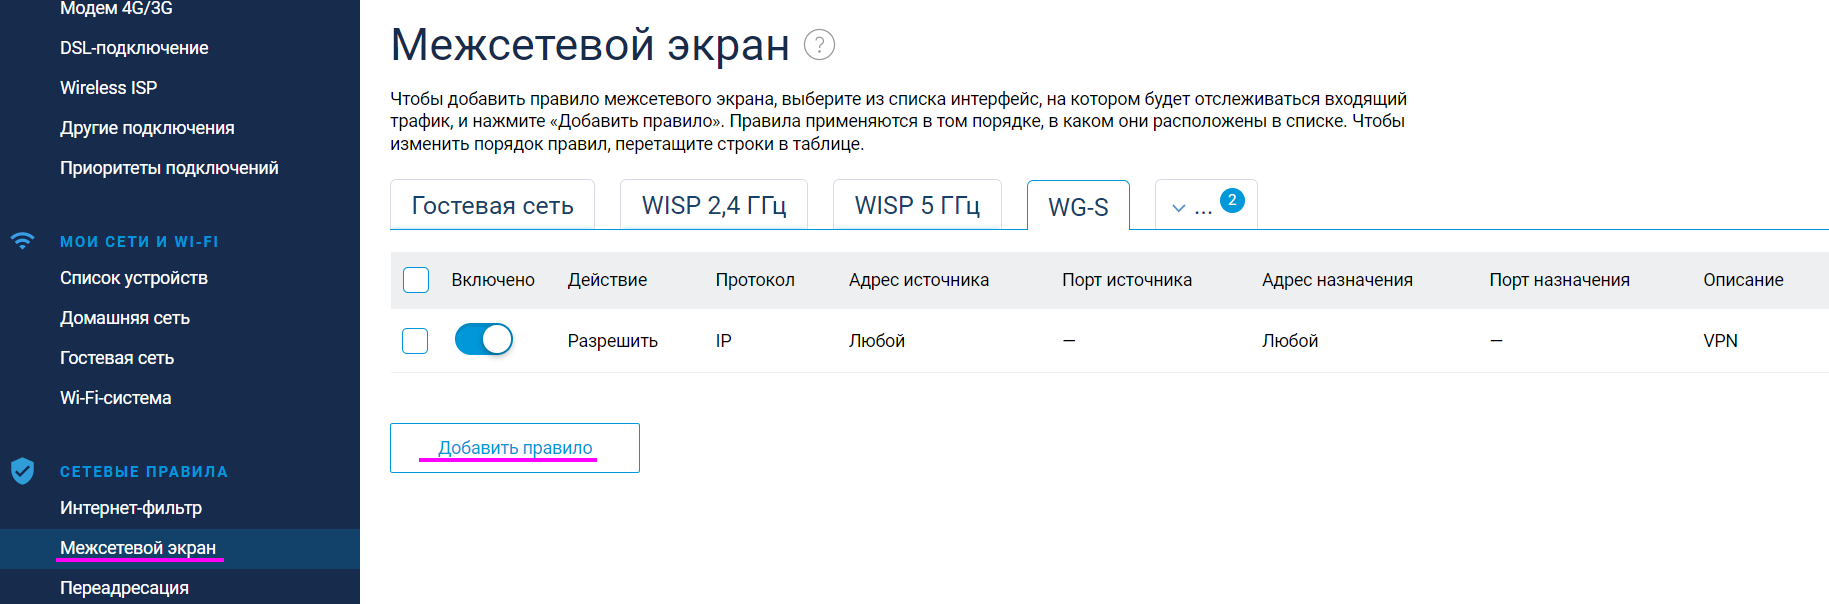 Модем 4G/3G
DSL-подключение
Wireless ISP
Другие подключения
Приоритеты подключений
МОИ СЕТИ И WI-FI
Список устройств
Домашняя сеть
Гостевая сеть
Wi-Fi-система
СЕТЕВЫЕ ПРАВИЛА
Интернет-фильтр
Межсетевой экран
Переадресация
Межсетевой экран ?
Чтобы добавить правило межсетевого экрана, выберите из списка интерфейс, на котором будет отслеживаться входящий
трафик, и нажмите «Добавить правило». Правила применяются в том порядке, в каком они расположены в списке. Чтобы
изменить порядок правил, перетащите строки в таблице.
Гостевая сеть WISP 2,4 ГГц WISP 5 ГГц WG-S ... 2
Включено Действие Протокол Адрес источника Порт источника Адрес назначения Порт назначения Описание
Разрешить IP Любой — Любой — VPN
Добавить правило